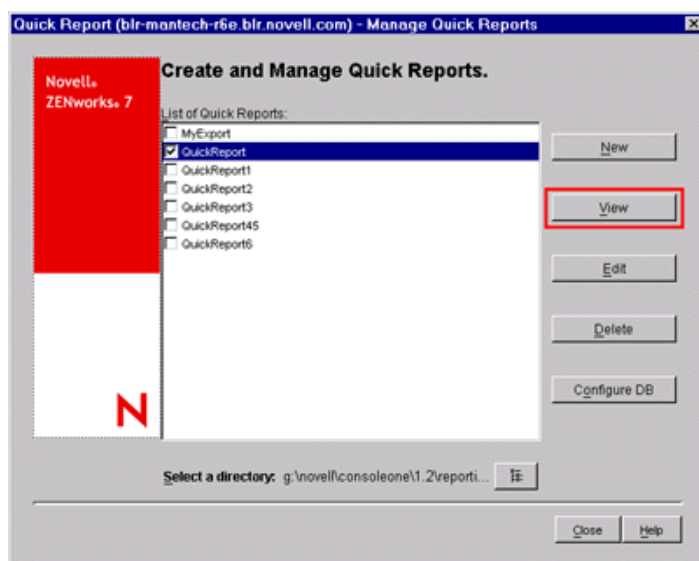 Quick Report (blr-mantech-r6e.blr.novell.com) - Manage Quick Reports
Novell®
ZENworks® 7
Create and Manage Quick Reports.
List of Quick Reports:
MyExport
QuickReport
QuickReport1
QuickReport2
QuickReport3
QuickReport45
QuickReport6
New
View
Edit
Delete
Configure DB
N
Select a directory: g:\novell\consoleone\1.2\reporti...
Close
Help